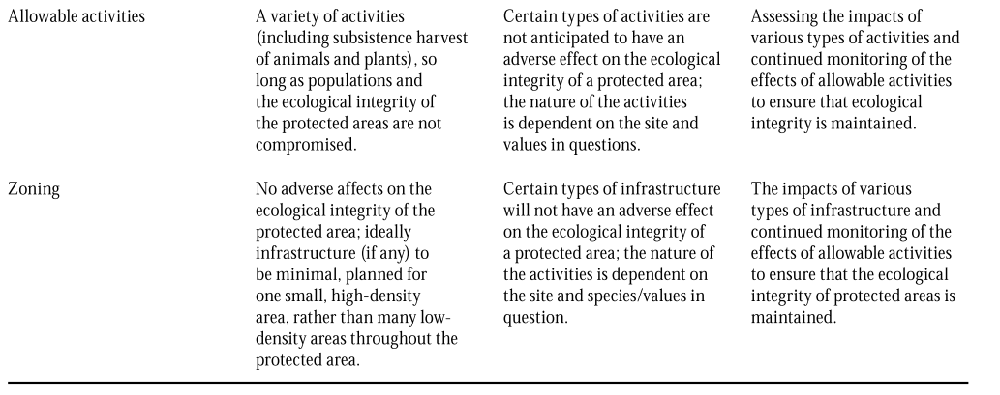 Allowable activities
A variety of activities
(including subsistence harvest
of animals and plants), so
long as populations and
the ecological integrity of
the protected areas are not
compromised.
Certain types of activities are
not anticipated to have an
adverse effect on the ecological
integrity of a protected area;
the nature of the activities
is dependent on the site and
values in questions.
Assessing the impacts of
various types of activities and
continued monitoring of the
effects of allowable activities
to ensure that ecological
integrity is maintained.
Zoning
No adverse affects on the
ecological integrity of the
protected area; ideally
infrastructure (if any) to
be minimal, planned for
one small, high-density
area, rather than many low-
density areas throughout the
protected area.
Certain types of infrastructure
will not have an adverse effect
on the ecological integrity of
a protected area; the nature of
the activities is dependent on
the site and species/values in
question.
The impacts of various
types of infrastructure and
continued monitoring of the
effects of allowable activities
to ensure that the ecological
integrity of protected areas is
maintained.